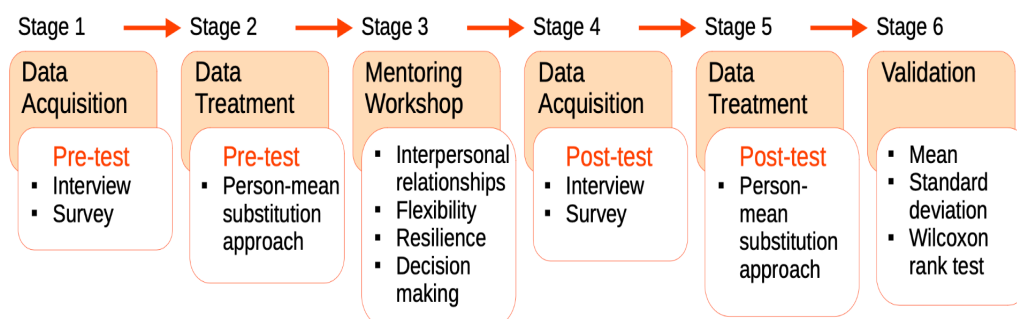 Stage 1
Stage 2
Stage 3
Stage 4
Stage 5
Stage 6
Data
Acquisition
Pre-test
▪ Interview
▪ Survey
Data
Treatment
Pre-test
▪ Person-mean
substitution
approach
Mentoring
Workshop
▪ Interpersonal
relationships
▪ Flexibility
▪ Resilience
▪ Decision
making
Data
Acquisition
Post-test
▪ Interview
▪ Survey
Data
Treatment
Post-test
▪ Person-
mean
substitution
approach
Validation
▪ Mean
▪ Standard
deviation
▪ Wilcoxon
rank test